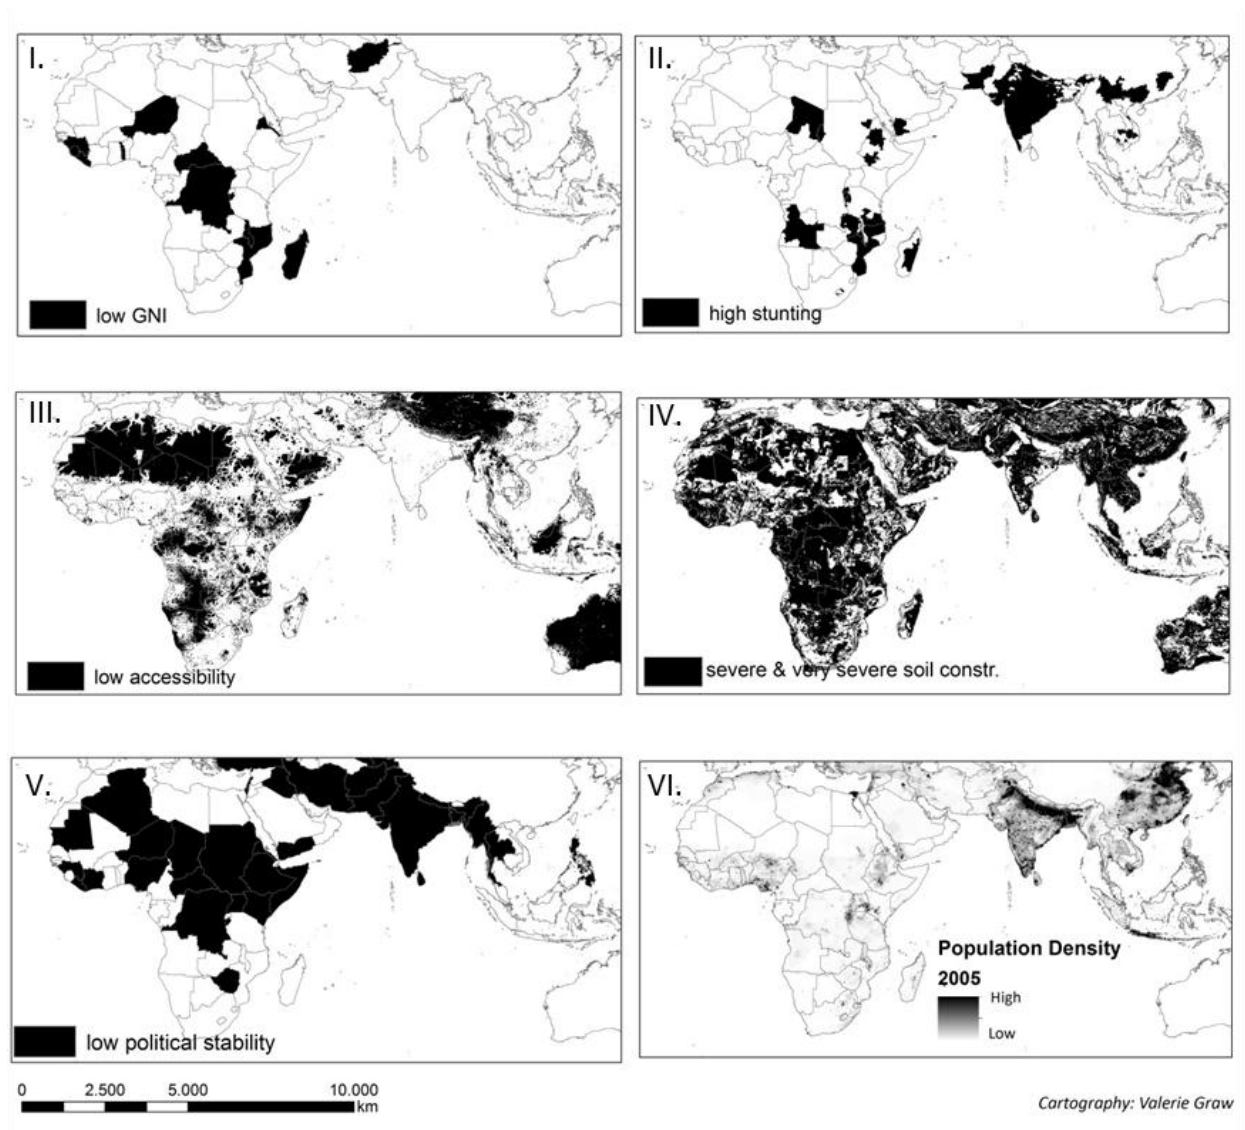 I.
low GNI
II.
high stunting
III.
low accessibility
IV.
severe & very severe soil constr.
V.
low political stability
VI.
Population Density
2005
High
Low
0 2.500 5.000 10.000
km
Cartography: Valerie Graw